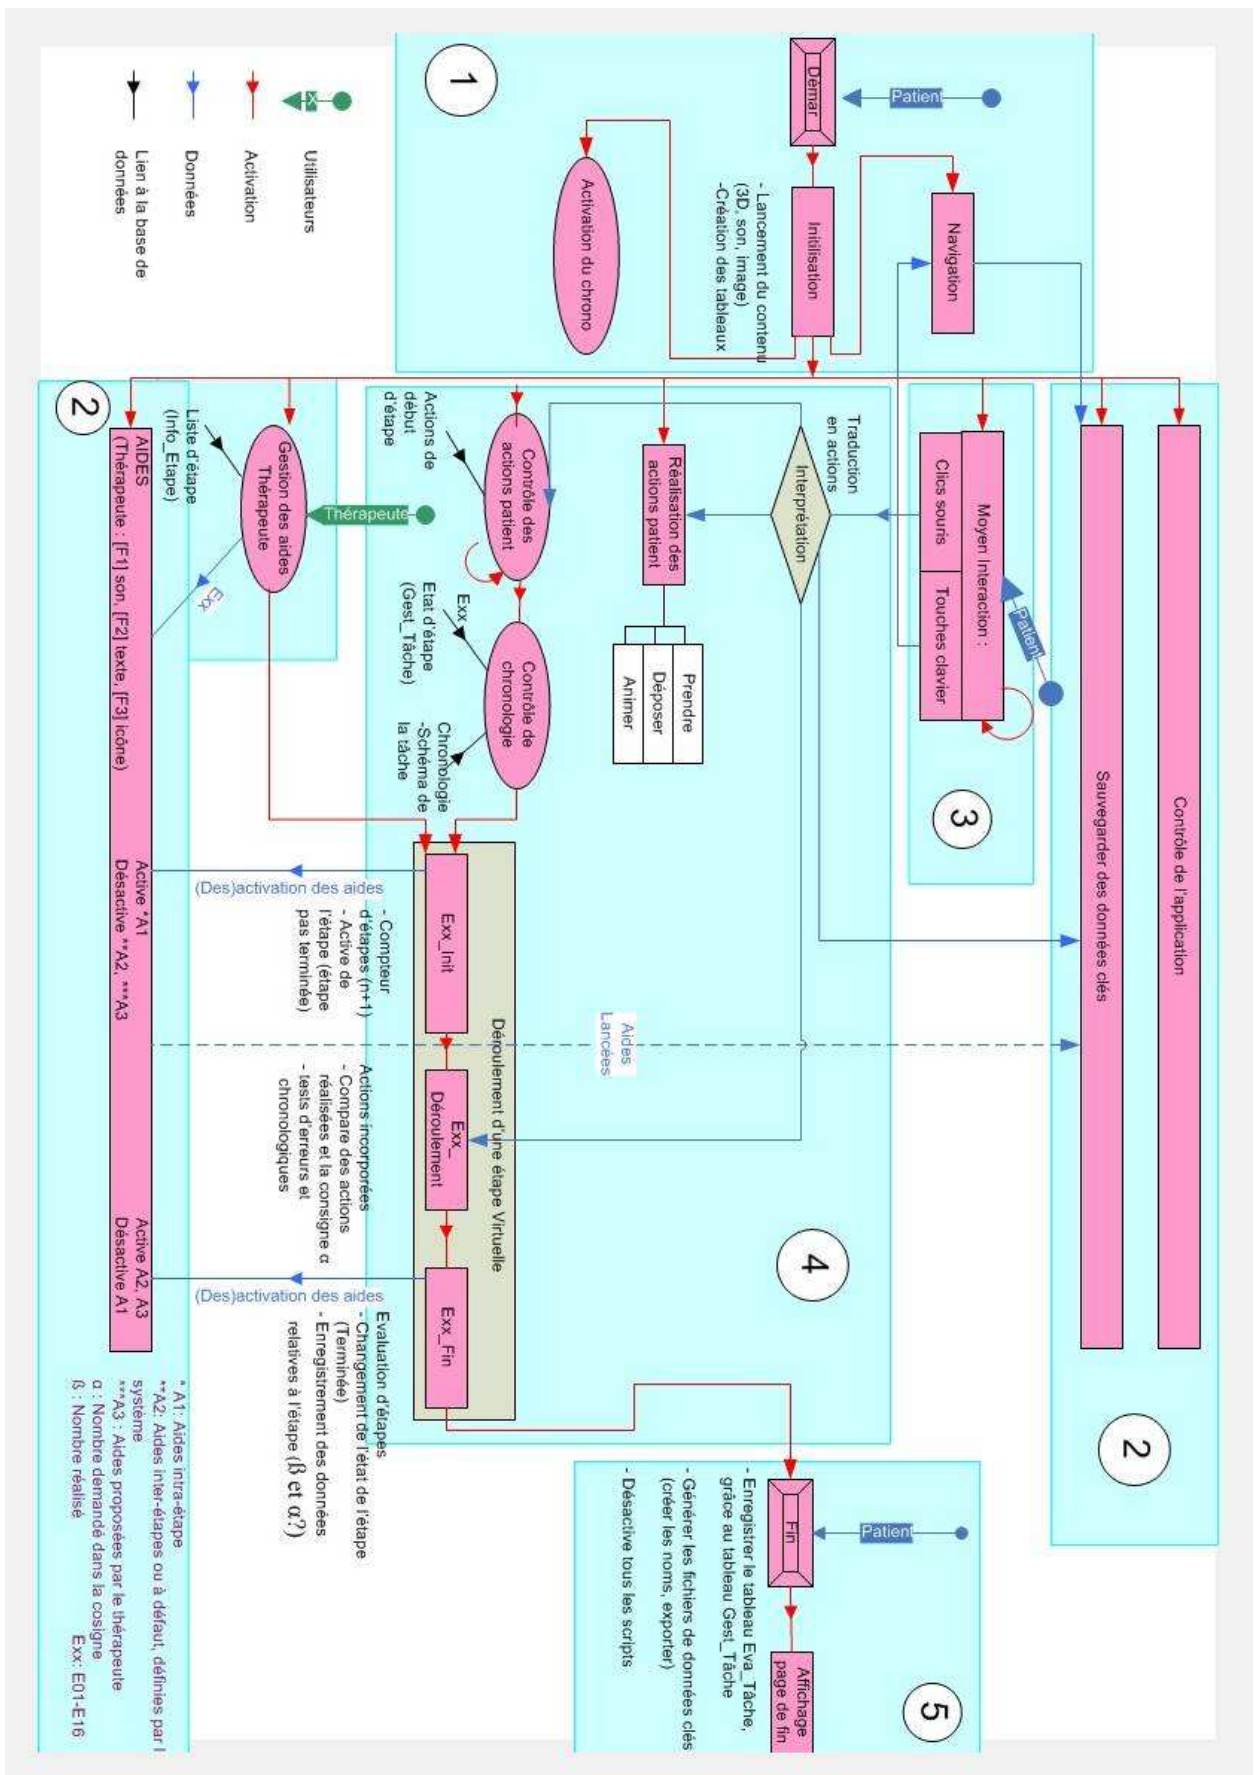 1
Patient
Démar
Initilisation
- Lancement du contenu
(3D, son, image)
-Création des tableaux
Navigation
Activation du chrono
Utilisateurs
Activation
Données
Lien à la base de
données
2
Contrôle de l'application
Sauvegarder des données clés
3
Patient
Moyen Interaction :
Clics souris
Touches clavier
4
Traduction
en actions
Interprétation
Réalisation des
actions patient
Prendre
Déposer
Animer
Contrôle des
actions patient
Actions de
début
d'étape
Contrôle de
chronologie
Exx
Etat d'étape
(Gest_Tâche)
Chronologie
-Schéma de
la tâche
Déroulement d'une étape Virtuelle
Exx_Init
Exx_
Déroulement
Exx_Fin
- Compteur
d'étapes (n+1)
- Active de
l'étape (étape
pas terminée)
Actions incorporées
- Compare des actions
réalisées et la consigne α
- tests d'erreurs et
chronologiques
Evaluation d'étapes
- Changement de l'état de l'étape
(Terminée)
- Enregistrement des données
relatives à l'étape (ß et α?)
Aides
Lancées
(Des)activation des aides
(Des)activation des aides
2
Thérapeute
Gestion des aides
Thérapeute
Liste d'étape
(Info_Etape)
Exx
AIDES
(Thérapeute : [F1] son, [F2] texte, [F3] icône)
Active *A1
Désactive **A2, ***A3
Active A2, A3
Désactive A1
* A1: Aides intra-étape
**A2: Aides inter-étapes ou à défaut, définies par l
système
***A3 : Aides proposées par le thérapeute
α : Nombre demandé dans la cosigne
ß : Nombre réalisé
Exx: E01-E16
5
Patient
Fin
Affichage
page de fin
- Enregistrer le tableau Eva_Tâche,
grâce au tableau Gest_Tâche
- Générer les fichiers de données clés
(créer les noms, exporter)
- Désactive tous les scripts